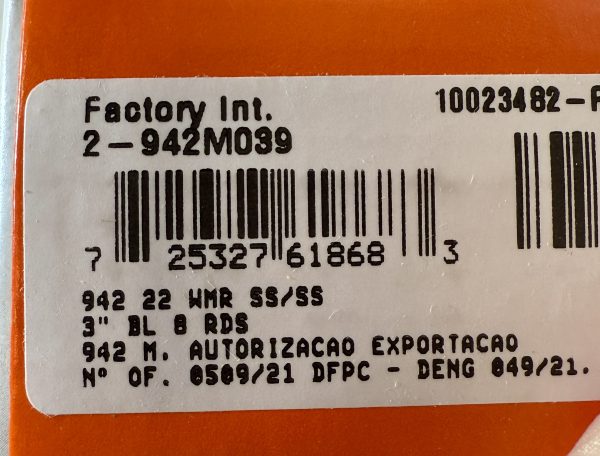 Factory Int.
10023482-
2-942M039
7 25327 61868 3
942 22 WMR SS/SS
3" BL 8 RDS
942 M. AUTORIZACAO EXPORTACAO
Nº OF. 0509/21 DFPC - DENG 049/21.